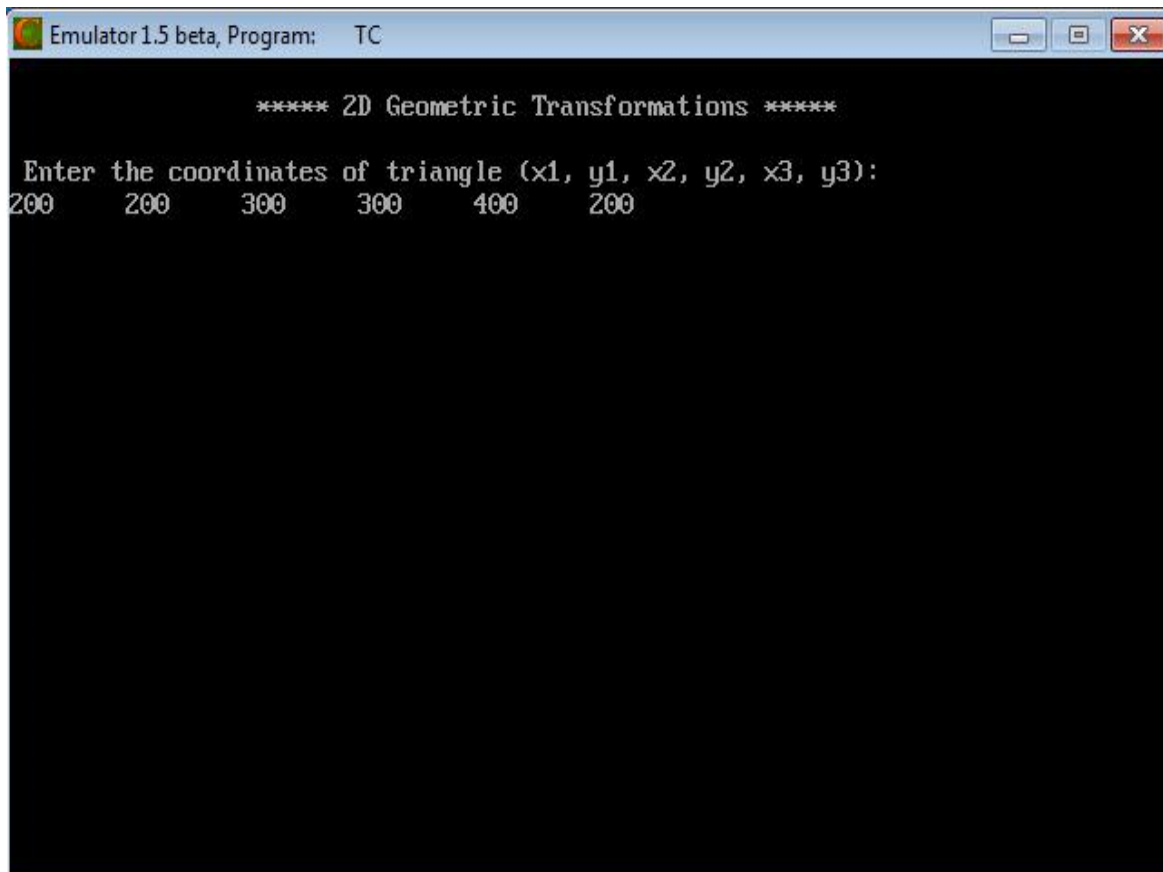 Emulator 1.5 beta, Program: TC
***** 2D Geometric Transformations *****
Enter the coordinates of triangle (x1, y1, x2, y2, x3, y3):
200 200 300 300 400 200